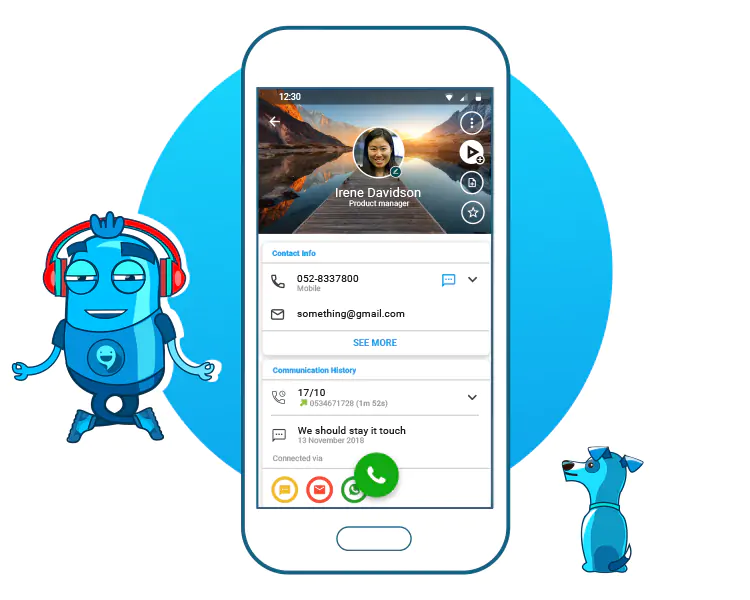 12:30
Irene Davidson
Product manager
Contact Info
052-8337800
Mobile
something@gmail.com
SEE MORE
Communication History
17/10
0534671728 (1m 52s)
We should stay it touch
13 November 2018
Connected via